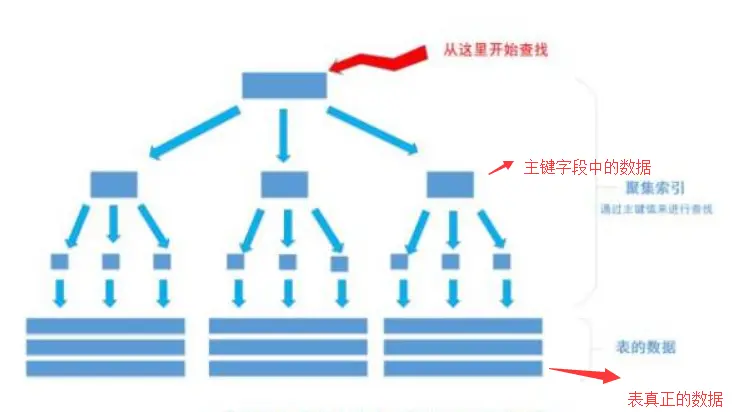 从这里开始查找
主键字段中的数据
聚集索引
通过主键值来进行查找
表的数据
表真正的数据